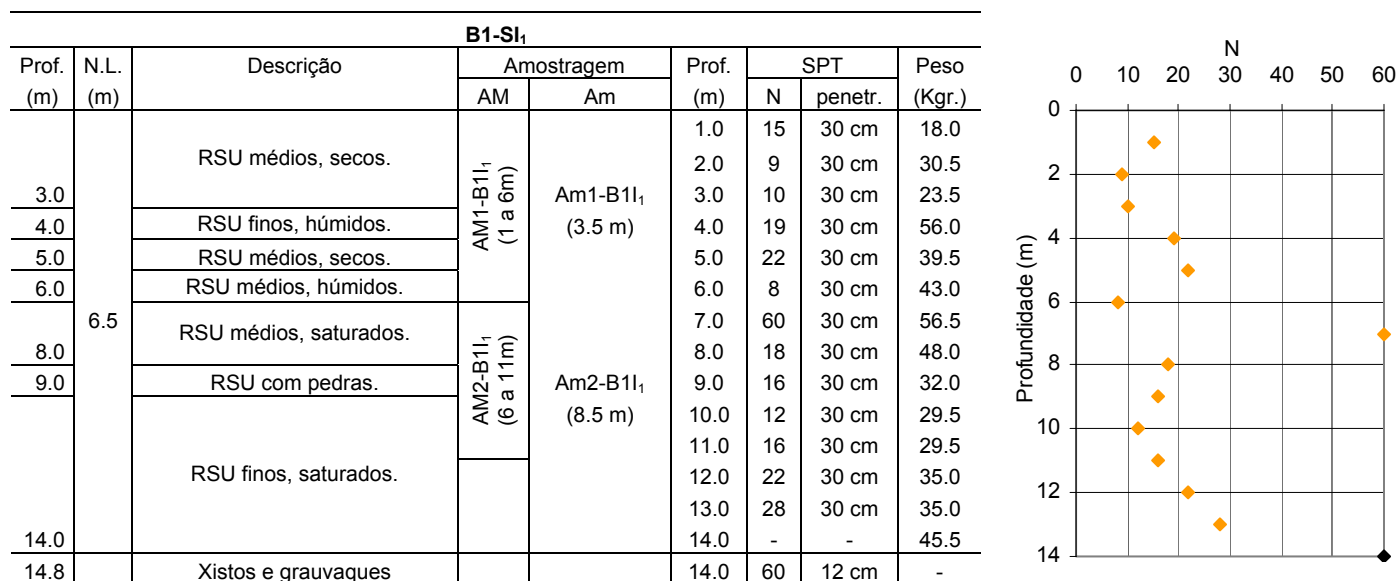 B1-SI₁
Prof. N.L. Descrição Amostragem Prof. SPT Peso
(m) (m) AM Am (m) N penetr. (Kgr.)
1.0 15 30 cm 18.0
RSU médios, secos. 2.0 9 30 cm 30.5
3.0 AM1-B1I₁ (1 a 6m) Am1-B1I₁ 3.0 10 30 cm 23.5
4.0 RSU finos, húmidos. (3.5 m) 4.0 19 30 cm 56.0
5.0 RSU médios, secos. 5.0 22 30 cm 39.5
6.0 RSU médios, húmidos. 6.0 8 30 cm 43.0
6.5 RSU médios, saturados. 7.0 60 30 cm 56.5
8.0 8.0 18 30 cm 48.0
9.0 RSU com pedras. AM2-B1I₁ (6 a 11m) Am2-B1I₁ 9.0 16 30 cm 32.0
(8.5 m) 10.0 12 30 cm 29.5
11.0 16 30 cm 29.5
RSU finos, saturados. 12.0 22 30 cm 35.0
13.0 28 30 cm 35.0
14.0 14.0 - - 45.5
14.8 Xistos e grauvaques 14.0 60 12 cm -
N
0 10 20 30 40 50 60
0
2
4
6
8
10
12
14
Profundidade (m)